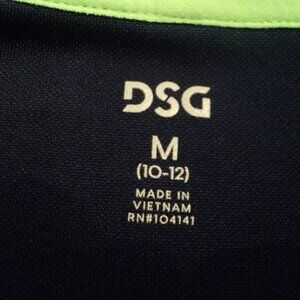 DSG
M
(10-12)
MADE IN
VIETNAM
RN#104141